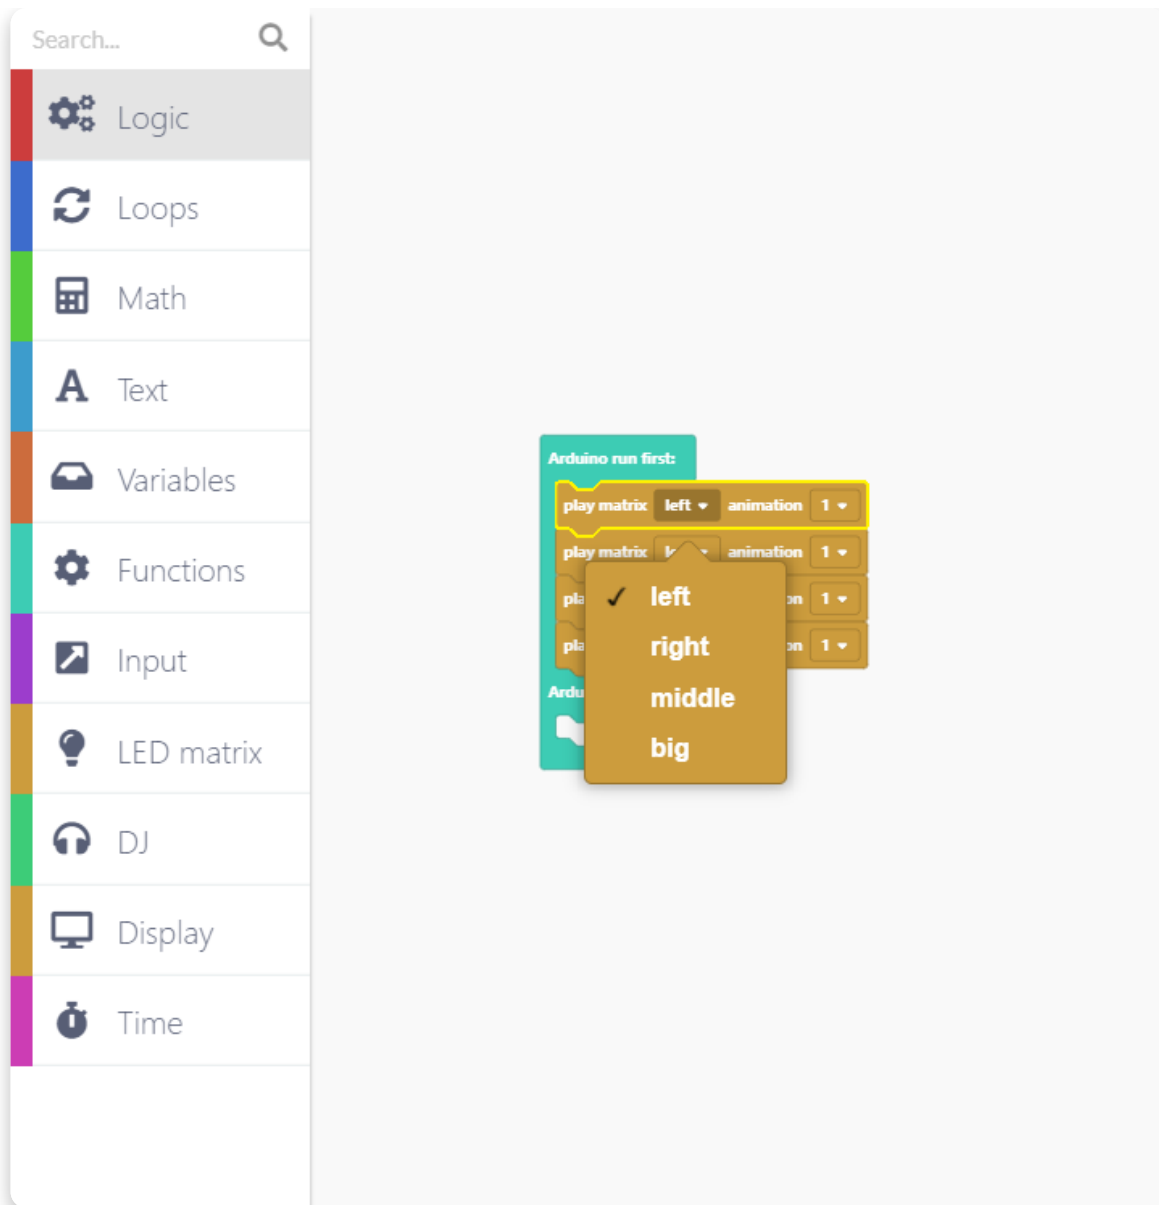 Search...
Logic
Loops
Math
Text
Variables
Functions
Input
LED matrix
DJ
Display
Time
Arduino run first:
play matrix left animation 1
play matrix animation 1
1
1
left
right
middle
big